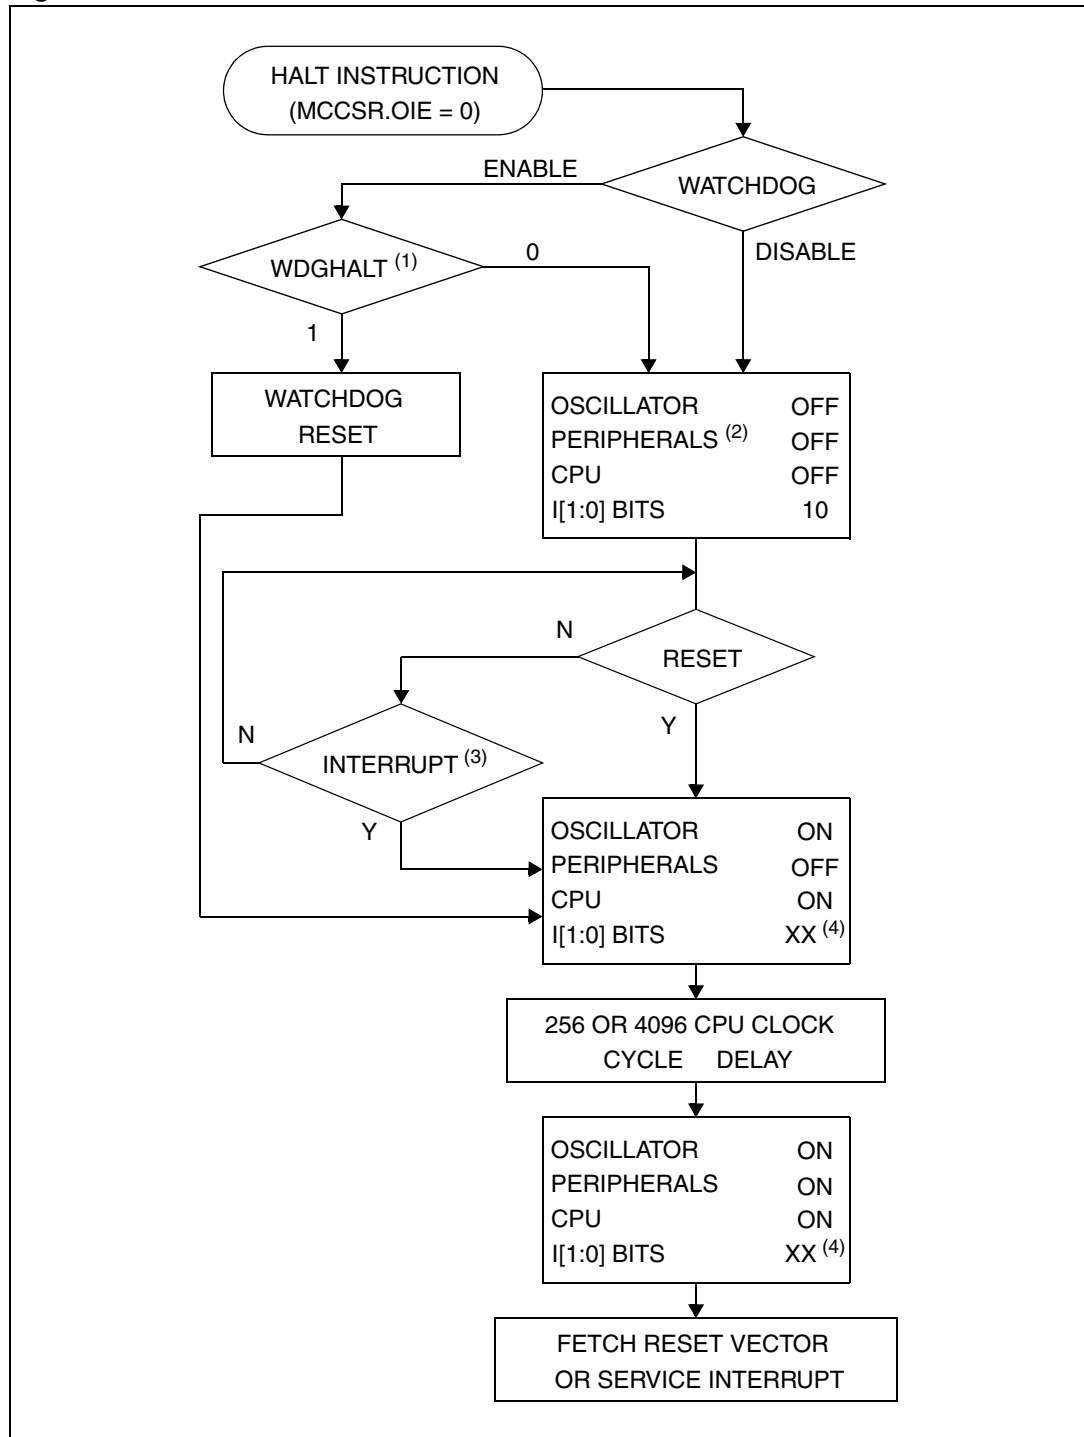 HALT INSTRUCTION
(MCCSR.OIE = 0)
ENABLE
WATCHDOG
DISABLE
WDGHALT (1)
0
1
WATCHDOG
RESET
OSCILLATOR OFF
PERIPHERALS (2) OFF
CPU OFF
I[1:0] BITS 10
N
RESET
Y
N
INTERRUPT (3)
Y
OSCILLATOR ON
PERIPHERALS OFF
CPU ON
I[1:0] BITS XX (4)
256 OR 4096 CPU CLOCK
CYCLE DELAY
OSCILLATOR ON
PERIPHERALS ON
CPU ON
I[1:0] BITS XX (4)
FETCH RESET VECTOR
OR SERVICE INTERRUPT